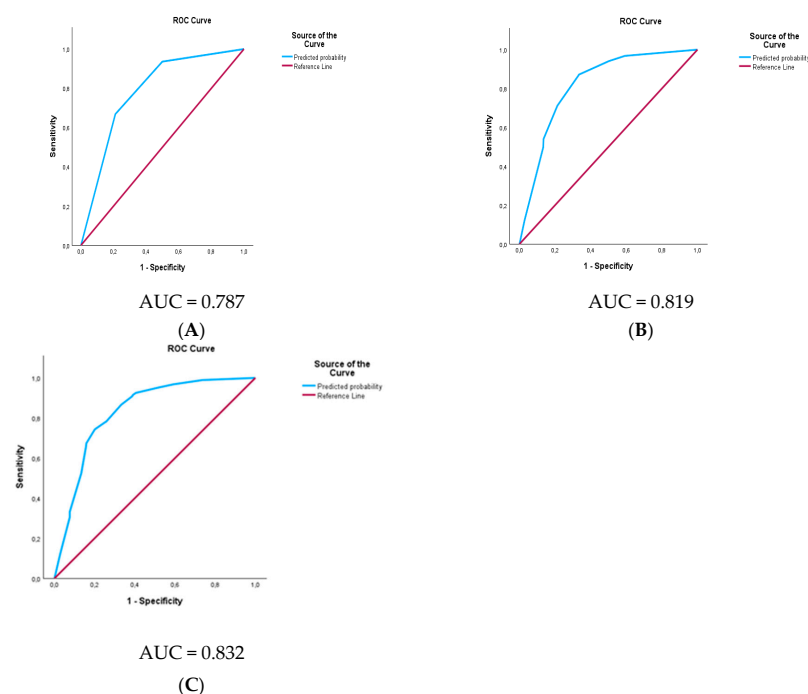 ROC Curve
Source of the
Curve
Predicted probability
Reference Line
1,0
0,8
0,6
0,4
0,2
0,0
Sensitivity
0,0 0,2 0,4 0,6 0,8 1,0
1 - Specificity
AUC = 0.787
(A)
ROC Curve
Source of the
Curve
Predicted probability
Reference Line
1,0
0,8
0,6
0,4
0,2
0,0
Sensitivity
0,0 0,2 0,4 0,6 0,8 1,0
1 - Specificity
AUC = 0.819
(B)
ROC Curve
Source of the
Curve
Predicted probability
Reference Line
1,0
0,8
0,6
0,4
0,2
0,0
Sensitivity
0,0 0,2 0,4 0,6 0,8 1,0
1 - Specificity
AUC = 0.832
(C)